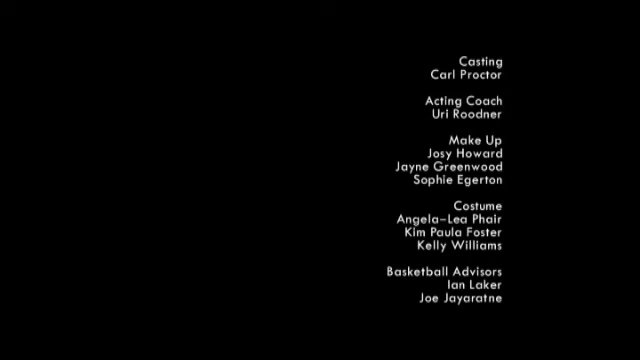 Casting
Carl Proctor
Acting Coach
Uri Roodner
Make Up
Josy Howard
Jayne Greenwood
Sophie Egerton
Costume
Angela-Lea Phair
Kim Paula Foster
Kelly Williams
Basketball Advisors
Ian Laker
Joe Jayaratne